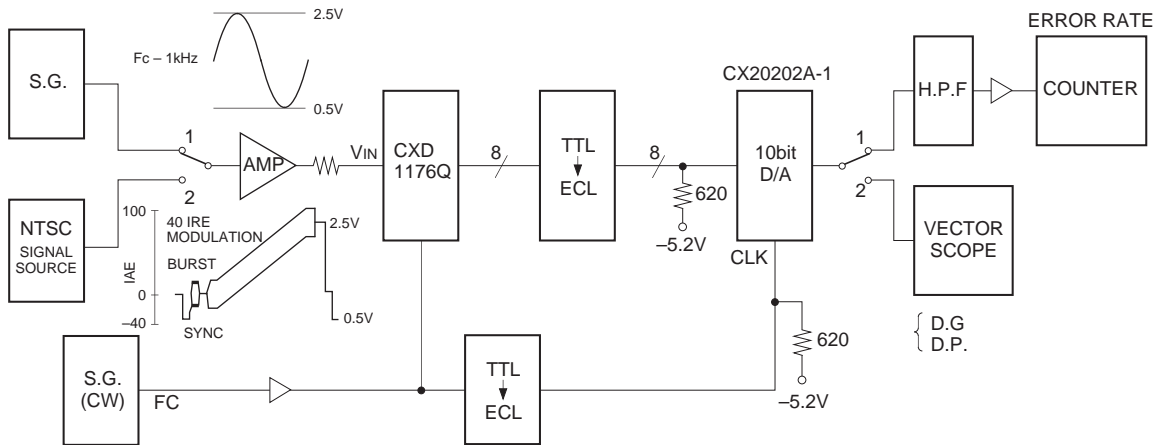 2.5V
Fc – 1kHz
0.5V
S.G.
1
2
AMP
VIN
CXD
1176Q
8
TTL
ECL
8
620
–5.2V
CX20202A-1
10bit
D/A
CLK
1
2
H.P.F
ERROR RATE
COUNTER
VECTOR
SCOPE
D.G
D.P.
NTSC
SIGNAL
SOURCE
100
40 IRE
MODULATION
2.5V
IAE
BURST
0
–40
SYNC
0.5V
S.G.
(CW)
FC
TTL
ECL
620
–5.2V